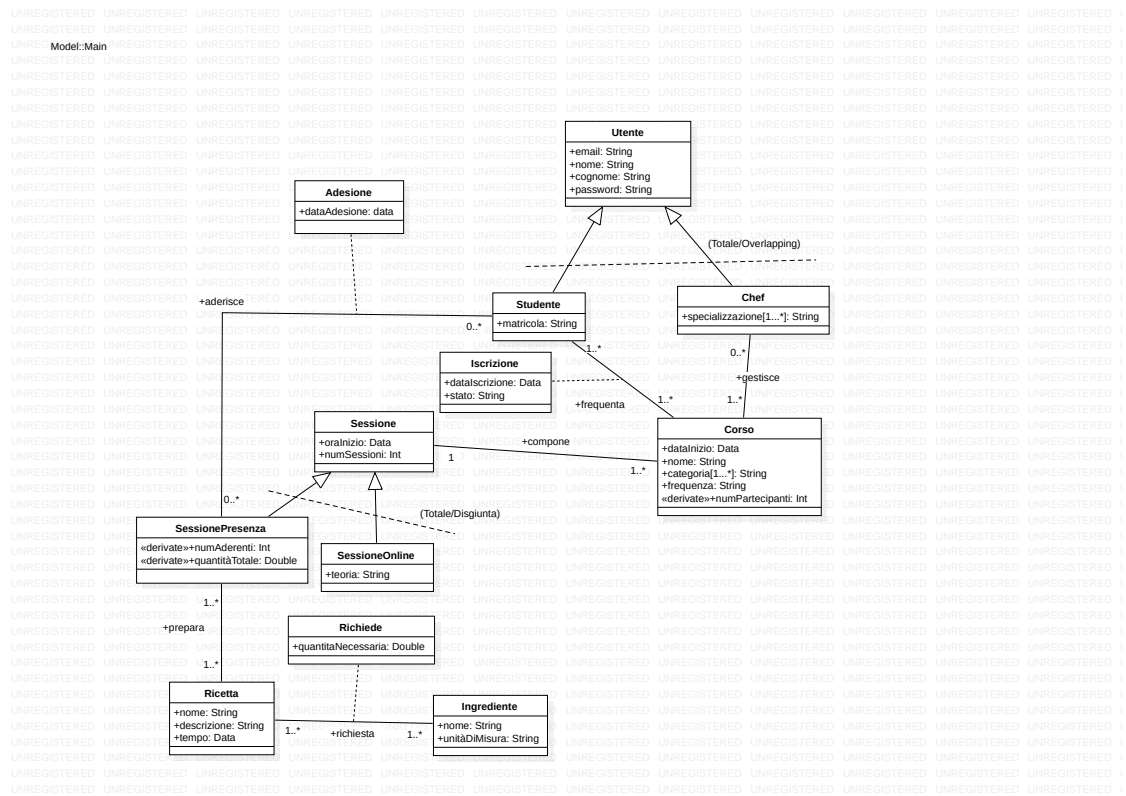 Model::Main
Utente
+email: String
+nome: String
+cognome: String
+password: String
Adesione
+dataAdesione: data
(Totale/Overlapping)
+aderisce
0..*
Studente
+matricola: String
Chef
+specializzazione[1...*]: String
1..*
0..*
Iscrizione
+dataIscrizione: Data
+stato: String
+gestisce
+frequenta
1..*
1..*
Sessione
+oraInizio: Data
+numSessioni: Int
+compone
1
1..*
Corso
+dataInizio: Data
+nome: String
+categoria[1...*]: String
+frequenza: String
«derivate»+numPartecipanti: Int
0..*
(Totale/Disgiunta)
SessionePresenza
«derivate»+numAderenti: Int
«derivate»+quantitàTotale: Double
SessioneOnline
+teoria: String
1..*
+prepara
1..*
Richiede
+quantitaNecessaria: Double
Ricetta
+nome: String
+descrizione: String
+tempo: Data
1..*
+richiesta
1..*
Ingrediente
+nome: String
+unitàDiMisura: String
UNREGISTERED